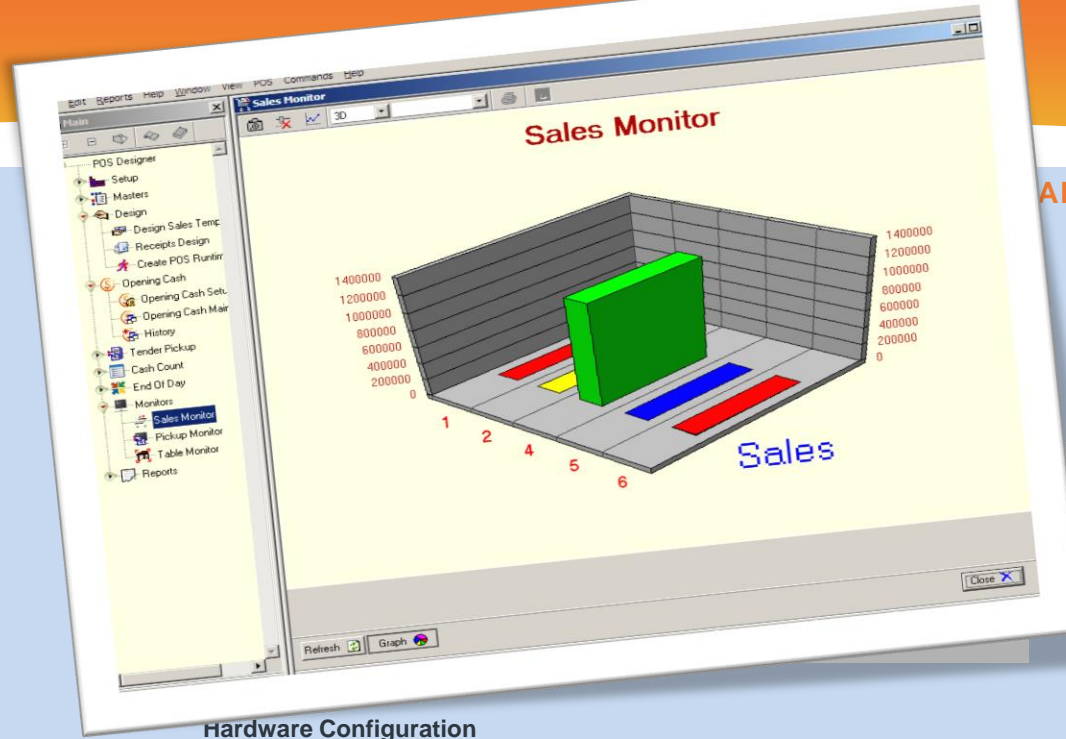 Edit Reports Help Window View POS Commands Help
Main
Sales Monitor
3D
Sales Monitor
POS Designer
Setup
Masters
Design
Design Sales Temp
Receipts Design
Create POS Runtim
Opening Cash
Opening Cash Setu
Opening Cash Main
History
Tender Pickup
Cash Count
End Of Day
Monitors
Sales Monitor
Pickup Monitor
Table Monitor
Reports
1400000
1200000
1000000
800000
600000
400000
200000
0
1400000
1200000
1000000
800000
600000
400000
200000
0
1
2
4
5
6
Sales
Close
Refresh
Graph
Hardware Configuration